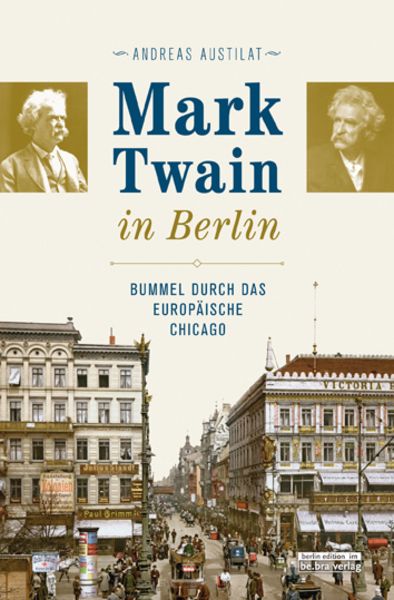 ANDREAS AUSTILAT
Mark
Twain
in Berlin
BUMMEL DURCH DAS
EUROPÄISCHE
CHICAGO
VICTORIA
Paul Grimm
berlin edition im
be.bra verlag